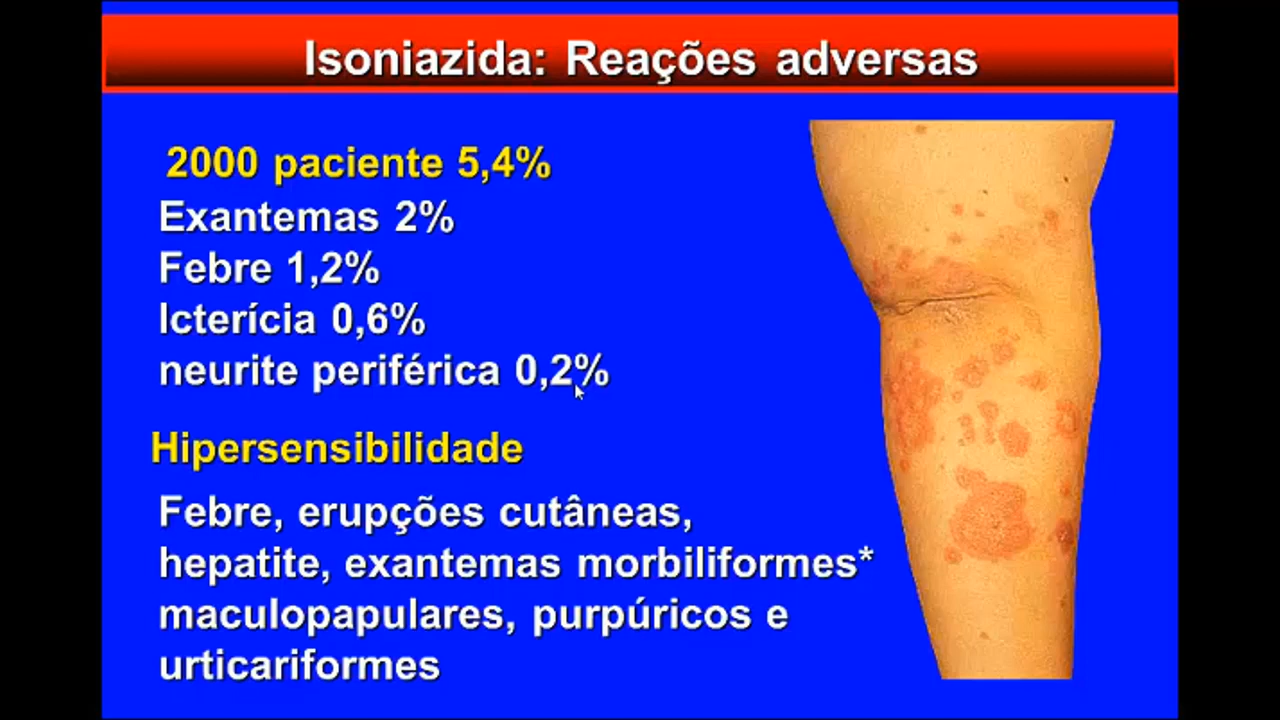 Isoniazida: Reações adversas
2000 paciente 5,4%
Exantemas 2%
Febre 1,2%
Icterícia 0,6%
neurite periférica 0,2%
Hipersensibilidade
Febre, erupções cutâneas,
hepatite, exantemas morbiliformes*
maculopapulares, purpúricos e
urticariformes